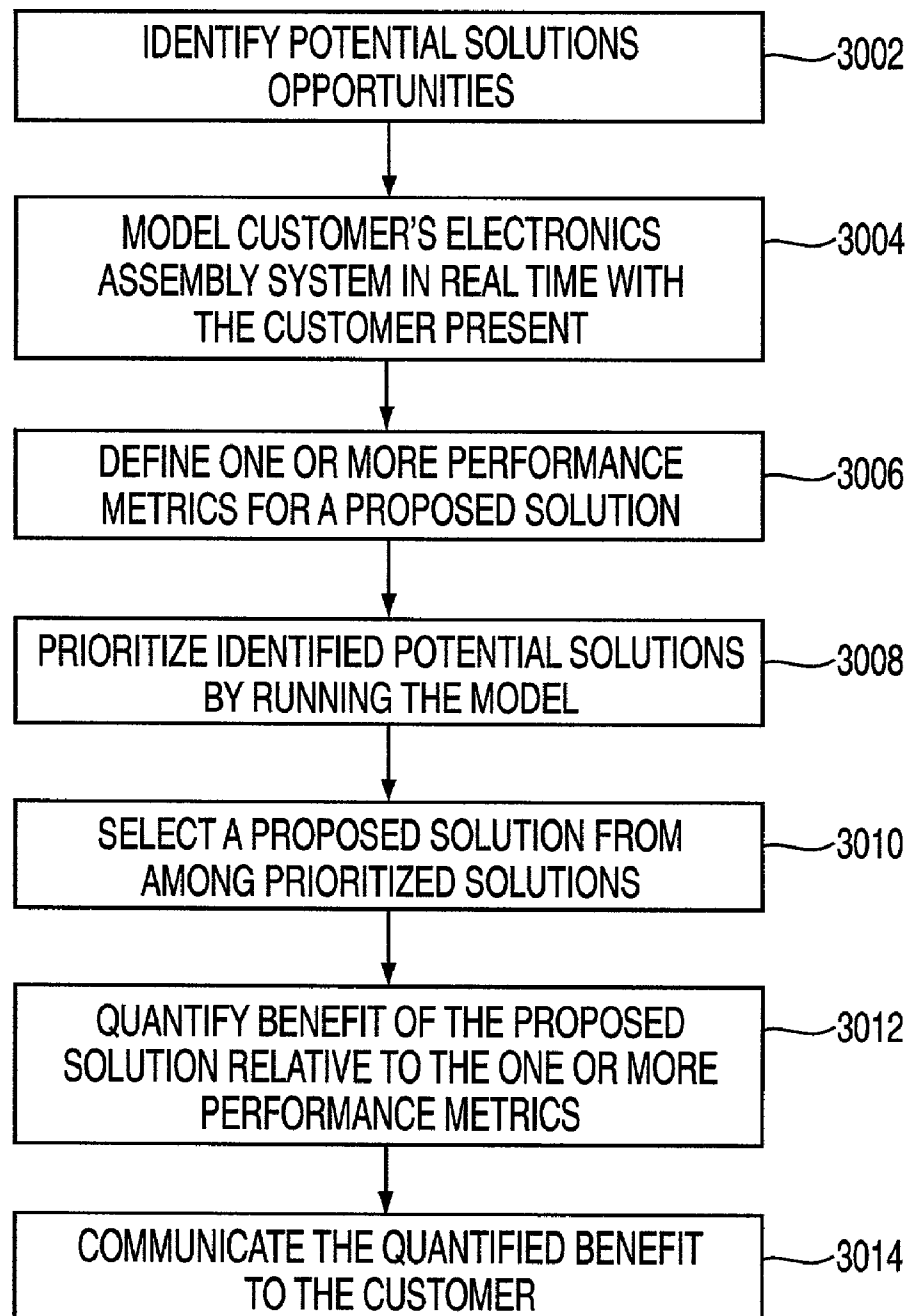 IDENTIFY POTENTIAL SOLUTIONS
OPPORTUNITIES
3002
MODEL CUSTOMER'S ELECTRONICS
ASSEMBLY SYSTEM IN REAL TIME WITH
THE CUSTOMER PRESENT
3004
DEFINE ONE OR MORE PERFORMANCE
METRICS FOR A PROPOSED SOLUTION
3006
PRIORITIZE IDENTIFIED POTENTIAL SOLUTIONS
BY RUNNING THE MODEL
3008
SELECT A PROPOSED SOLUTION FROM
AMONG PRIORITIZED SOLUTIONS
3010
QUANTIFY BENEFIT OF THE PROPOSED
SOLUTION RELATIVE TO THE ONE OR MORE
PERFORMANCE METRICS
3012
COMMUNICATE THE QUANTIFIED BENEFIT
TO THE CUSTOMER
3014